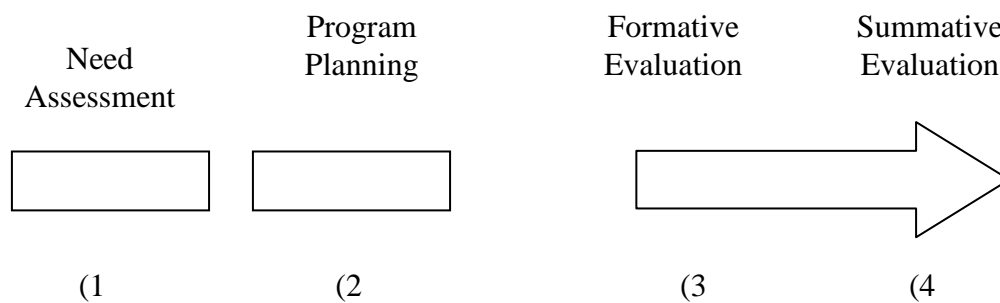 Need
Assessment
Program
Planning
Formative
Evaluation
Summative
Evaluation
(1
(2
(3
(4